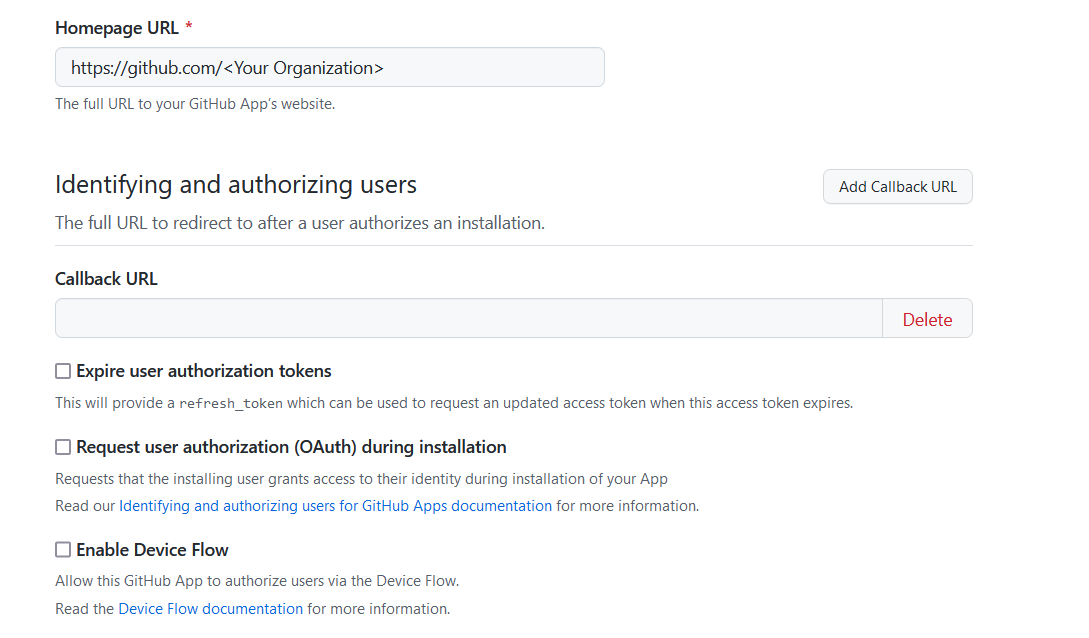 Homepage URL *
https://github.com/<Your Organization>
The full URL to your GitHub App's website.
Identifying and authorizing users
Add Callback URL
The full URL to redirect to after a user authorizes an installation.
Callback URL
Delete
Expire user authorization tokens
This will provide a refresh_token which can be used to request an updated access token when this access token expires.
Request user authorization (OAuth) during installation
Requests that the installing user grants access to their identity during installation of your App
Read our Identifying and authorizing users for GitHub Apps documentation for more information.
Enable Device Flow
Allow this GitHub App to authorize users via the Device Flow.
Read the Device Flow documentation for more information.